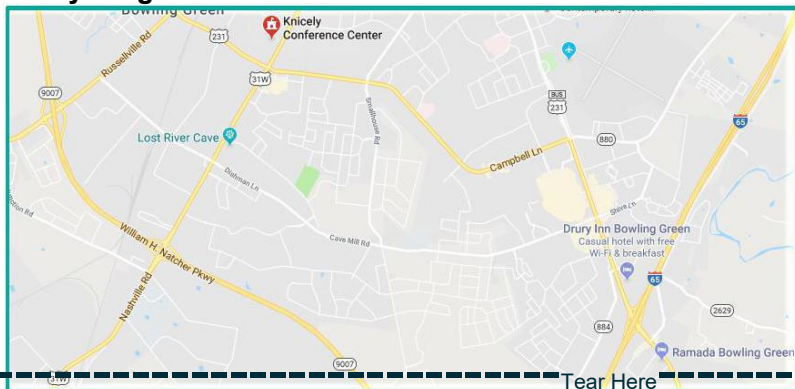 Bowling Green
Knicely
Conference Center
231
Russellville Rd
31W
9007
Smallhouse Rd
BUS
231
65
Lost River Cave
880
Campbell Ln
Dishman Ln
Shive Ln
Drury Inn Bowling Green
Casual hotel with free
Wi-Fi & breakfast
Cave Mill Rd
William H. Natcher Pkwy
65
Nashville Rd
2629
884
Ramada Bowling Green
9007
31W
Tear Here